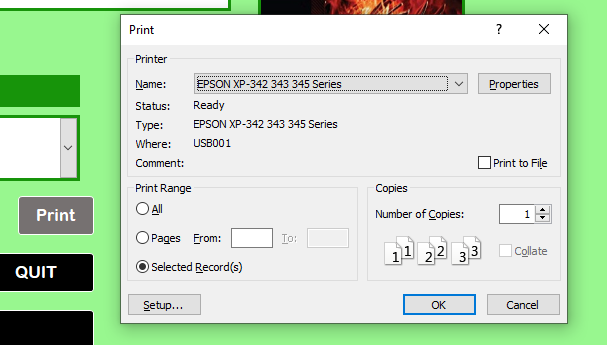 Print
Printer
Name: EPSON XP-342 343 345 Series Properties
Status: Ready
Type: EPSON XP-342 343 345 Series
Where: USB001
Comment: Print to File
Print Range
All
Pages From: To:
Selected Record(s)
Copies
Number of Copies: 1
1 1 2 2 3 3 Collate
Setup... OK Cancel
Print
QUIT